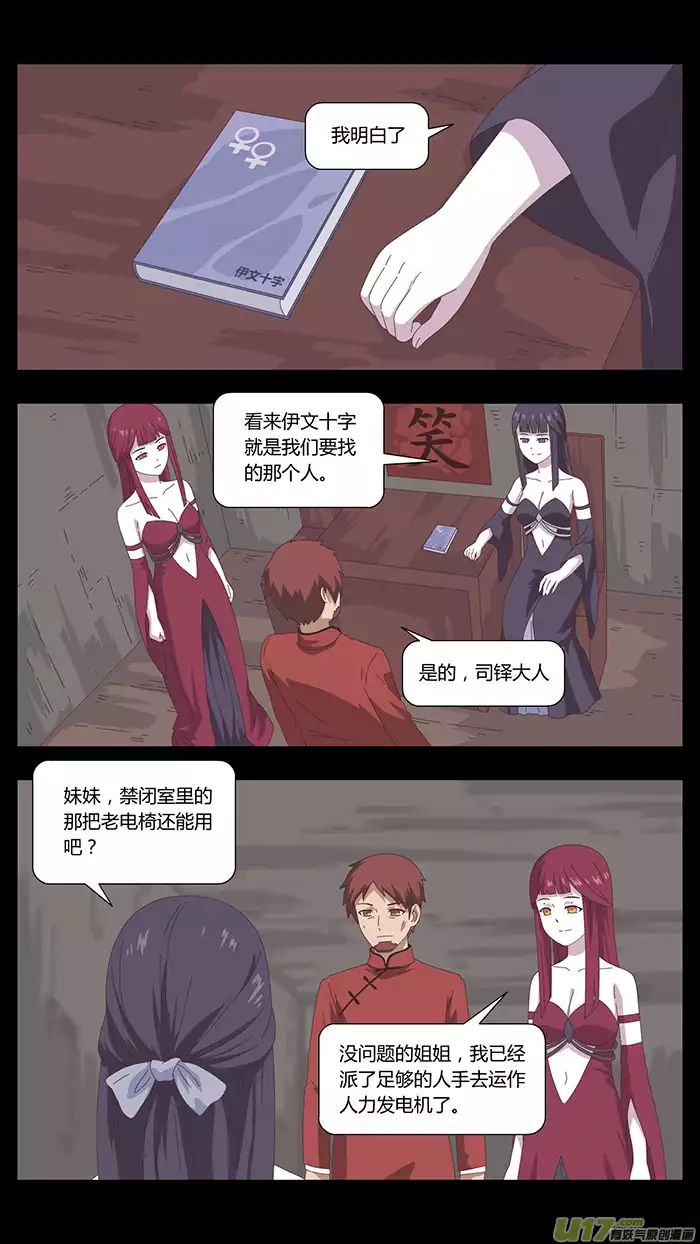 我明白了
伊文十字
看来伊文十字
就是我们要找
的那个人。
笑
是的，司铎大人
妹妹，禁闭室里的
那把老电椅还能用
吧？
没问题的姐姐，我已经
派了足够的人手去运作
人力发电机了。
U17.com
有妖气原创漫画